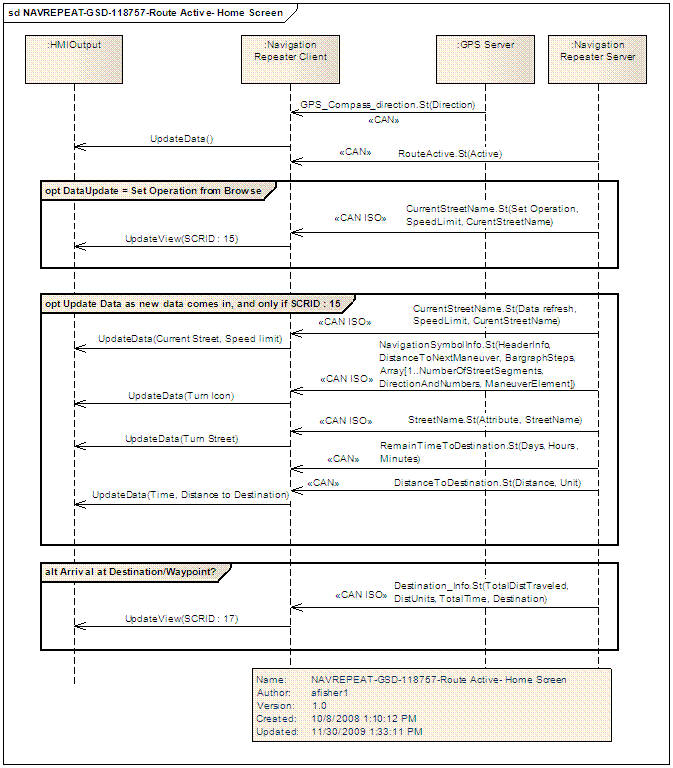 sd NAVREPEAT-GSD-118757-Route Active- Home Screen
:HMIOutput
:Navigation
Repeater Client
:GPS Server
:Navigation
Repeater Server
GPS_Compass_direction.St(Direction)
«CAN»
UpdateData()
«CAN»
RouteActive.St(Active)
opt DataUpdate = Set Operation from Browse
«CAN ISO»
CurrentStreetName.St(Set Operation,
SpeedLimit, CurentStreetName)
UpdateView(SCRID : 15)
opt Update Data as new data comes in, and only if SCRID : 15
«CAN ISO»
CurrentStreetName.St(Data refresh,
SpeedLimit, CurentStreetName)
UpdateData(Current Street, Speed limit)
NavigationSymbolInfo.St(HeaderInfo,
DistanceToNextManeuver, BargraphSteps,
Array[1..NumberOfStreetSegments,
DirectionAndNumbers, ManeuverElement])
«CAN ISO»
UpdateData(Turn Icon)
«CAN ISO»
StreetName.St(Attribute, StreetName)
UpdateData(Turn Street)
RemainTimeToDestination.St(Days, Hours,
Minutes)
«CAN»
«CAN»
DistanceToDestination.St(Distance, Unit)
UpdateData(Time, Distance to Destination)
alt Arrival at Destination/Waypoint?
«CAN ISO»
Destination_Info.St(TotalDistTraveled,
DistUnits, TotalTime, Destination)
UpdateView(SCRID : 17)
Name: NAVREPEAT-GSD-118757-Route Active- Home Screen
Author: afisher1
Version: 1.0
Created: 10/8/2008 1:10:12 PM
Updated: 11/30/2009 1:33:11 PM